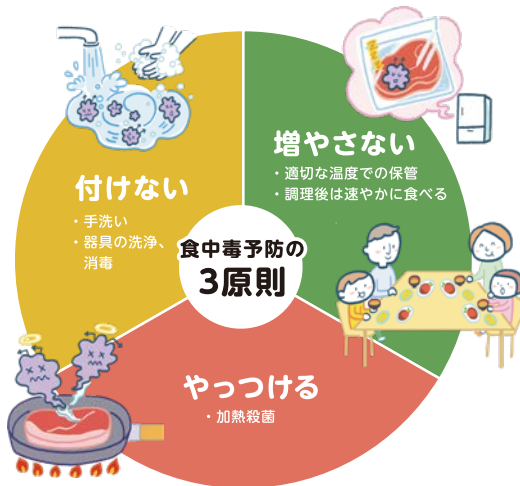 食中毒予防の
3原則
付けない
・手洗い
・器具の洗浄、
消毒
増やさない
・適切な温度での保管
・調理後は速やかに食べる
やっつける
・加熱殺菌